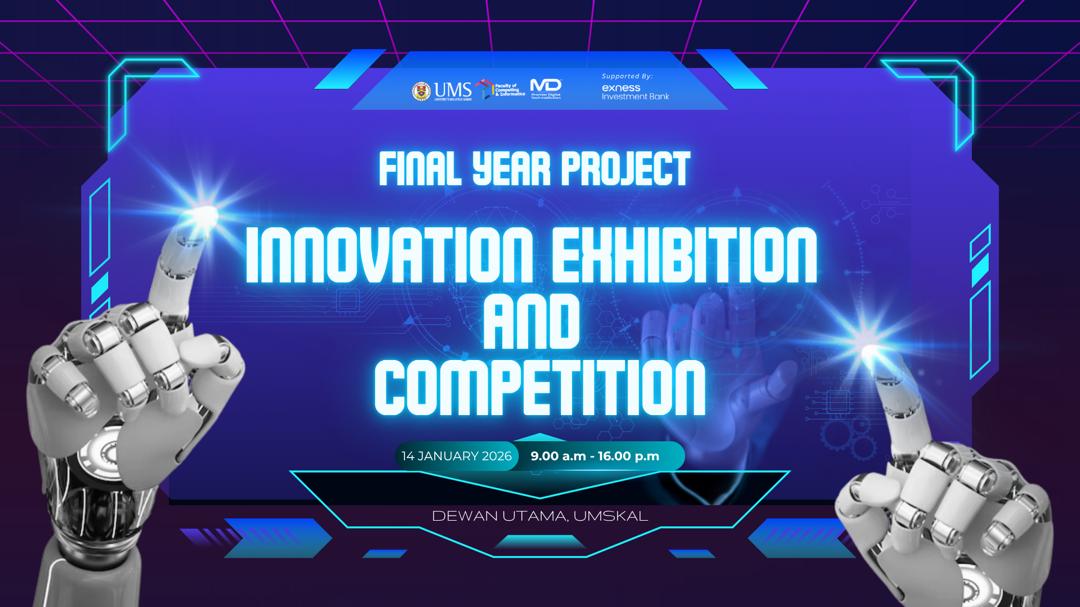 UMS
Faculty of
Computing
& Informatics
MD
Supported By:
exness
Investment Bank
FINAL YEAR PROJECT
INNOVATION EXHIBITION
AND
COMPETITION
14 JANUARY 2026 9.00 a.m - 16.00 p.m
DEWAN UTAMA, UMSKAL